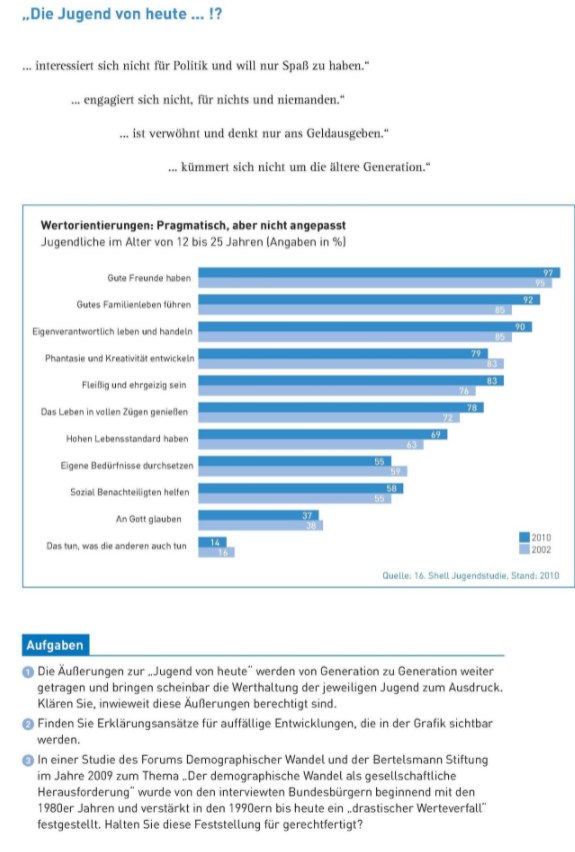 „Die Jugend von heute ... !?
... interessiert sich nicht für Politik und will nur Spaß zu haben."
... engagiert sich nicht, für nichts und niemanden."
... ist verwöhnt und denkt nur ans Geldausgeben."
... kümmert sich nicht um die ältere Generation."
Wertorientierungen: Pragmatisch, aber nicht angepasst
Jugendliche im Alter von 12 bis 25 Jahren (Angaben in %)
Gute Freunde haben 97
95
Gutes Familienleben führen 92
85
Eigenverantwortlich leben und handeln 90
85
Phantasie und Kreativität entwickeln 79
83
Fleißig und ehrgeizig sein 83
76
Das Leben in vollen Zügen genießen 78
72
Hohen Lebensstandard haben 69
63
Eigene Bedürfnisse durchsetzen 55
59
Sozial Benachteiligten helfen 58
55
An Gott glauben 37
38
Das tun, was die anderen auch tun 14
16
2010
2002
Quelle: 16. Shell Jugendstudie, Stand: 2010
Aufgaben
1 Die Äußerungen zur „Jugend von heute" werden von Generation zu Generation weiter
getragen und bringen scheinbar die Werthaltung der jeweiligen Jugend zum Ausdruck.
Klären Sie, inwieweit diese Äußerungen berechtigt sind.
2 Finden Sie Erklärungsansätze für auffällige Entwicklungen, die in der Grafik sichtbar
werden.
3 In einer Studie des Forums Demographischer Wandel und der Bertelsmann Stiftung
im Jahre 2009 zum Thema „Der demographische Wandel als gesellschaftliche
Herausforderung" wurde von den interviewten Bundesbürgern beginnend mit den
1980er Jahren und verstärkt in den 1990ern bis heute ein „drastischer Werteverfall"
festgestellt. Halten Sie diese Feststellung für gerechtfertigt?